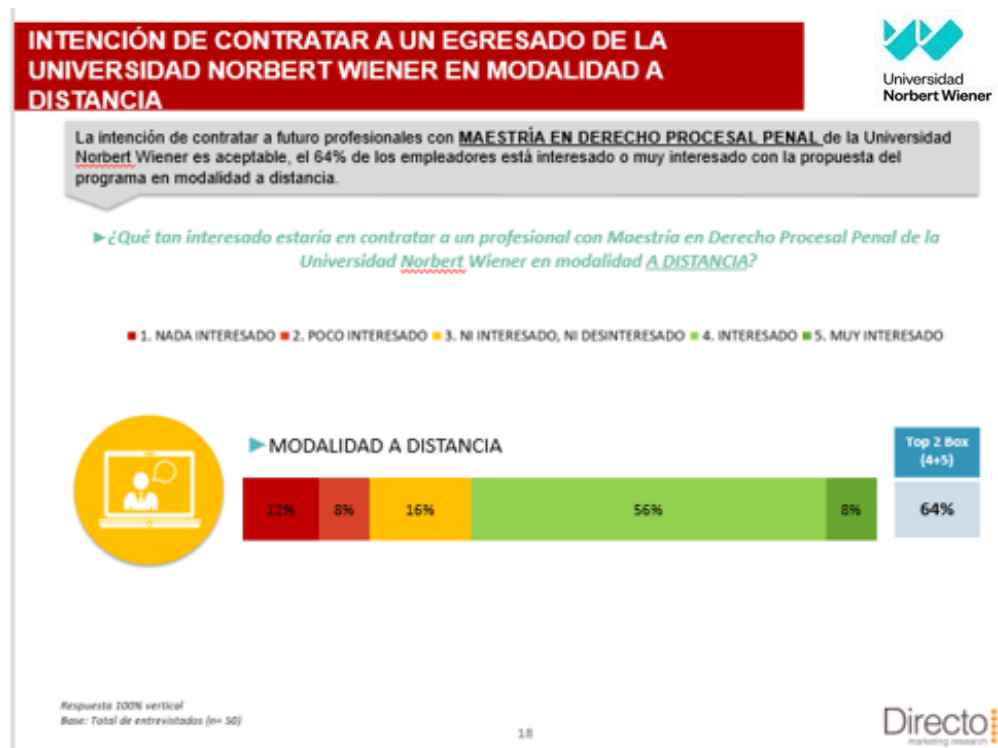 INTENCIÓN DE CONTRATAR A UN EGRESADO DE LA
UNIVERSIDAD NORBERT WIENER EN MODALIDAD A
DISTANCIA
Universidad
Norbert Wiener
La intención de contratar a futuro profesionales con MAESTRÍA EN DERECHO PROCESAL PENAL de la Universidad
Norbert Wiener es aceptable, el 64% de los empleadores está interesado o muy interesado con la propuesta del
programa en modalidad a distancia.
►¿Qué tan interesado estaría en contratar a un profesional con Maestría en Derecho Procesal Penal de la
Universidad Norbert Wiener en modalidad A DISTANCIA?
1. NADA INTERESADO 2. POCO INTERESADO 3. NI INTERESADO, NI DESINTERESADO 4. INTERESADO 5. MUY INTERESADO
►MODALIDAD A DISTANCIA
Top 2 Box
(4+5)
12% 8% 16% 56% 8% 64%
Respuesta 100% vertical
Base: Total de entrevistados (n= 50)
18
Directo
marketing research